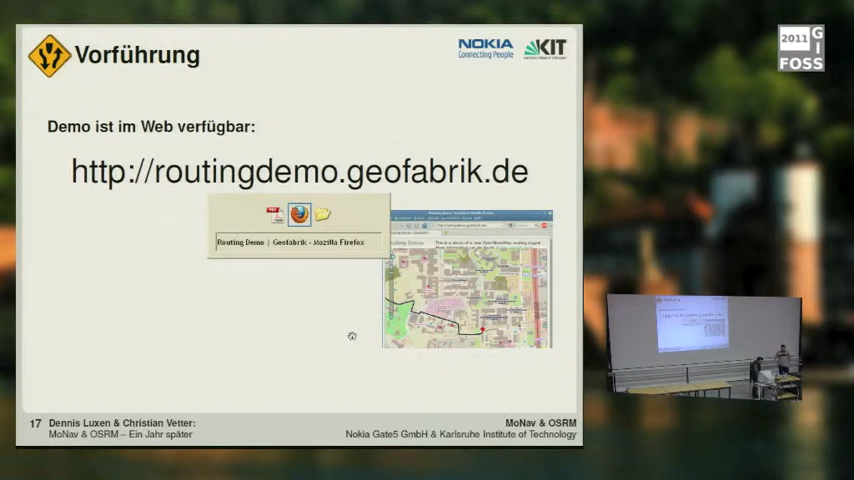 Vorführung
NOKIA
Connecting People
KIT
2011
GI
FOSS
Demo ist im Web verfügbar:
http://routingdemo.geofabrik.de
Routing Demo | Geofabrik - Mozilla Firefox
17 Dennis Luxen & Christian Vetter:
MoNav & OSRM – Ein Jahr später
MoNav & OSRM
Nokia Gate5 GmbH & Karlsruhe Institute of Technology